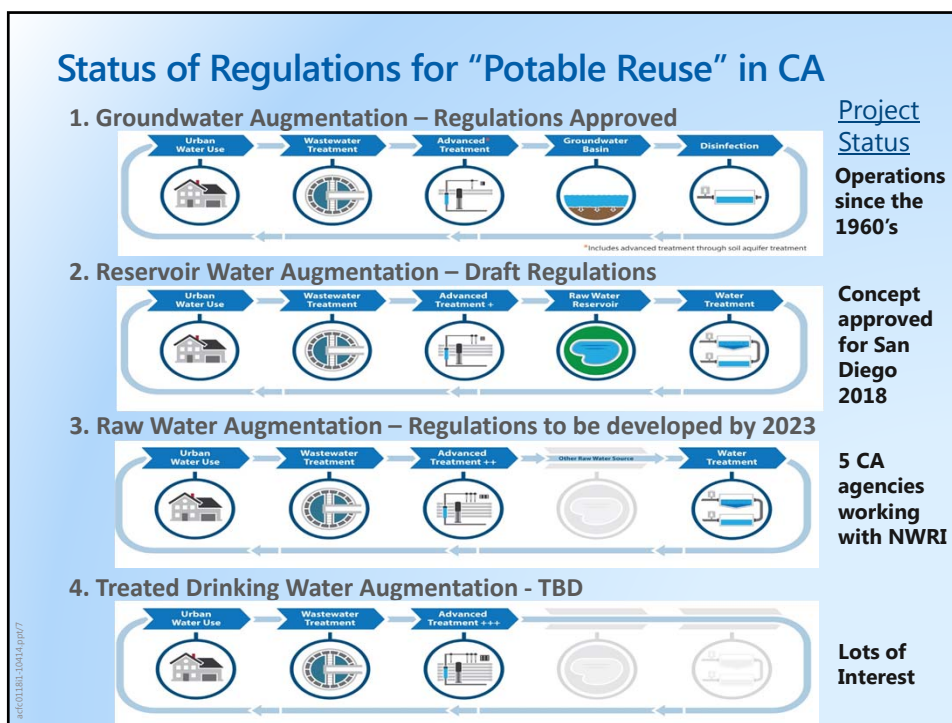 Status of Regulations for “Potable Reuse” in CA
Project
Status
1. Groundwater Augmentation – Regulations Approved
Urban
Water Use
Wastewater
Treatment
Advanced*
Treatment
Groundwater
Basin
Disinfection
*Includes advanced treatment through soil aquifer treatment
Operations
since the
1960’s
2. Reservoir Water Augmentation – Draft Regulations
Urban
Water Use
Wastewater
Treatment
Advanced
Treatment +
Raw Water
Reservoir
Water
Treatment
Concept
approved
for San
Diego
2018
3. Raw Water Augmentation – Regulations to be developed by 2023
Urban
Water Use
Wastewater
Treatment
Advanced
Treatment ++
Other Raw Water Source
Water
Treatment
5 CA
agencies
working
with NWRI
4. Treated Drinking Water Augmentation - TBD
Urban
Water Use
Wastewater
Treatment
Advanced
Treatment +++
Lots of
Interest